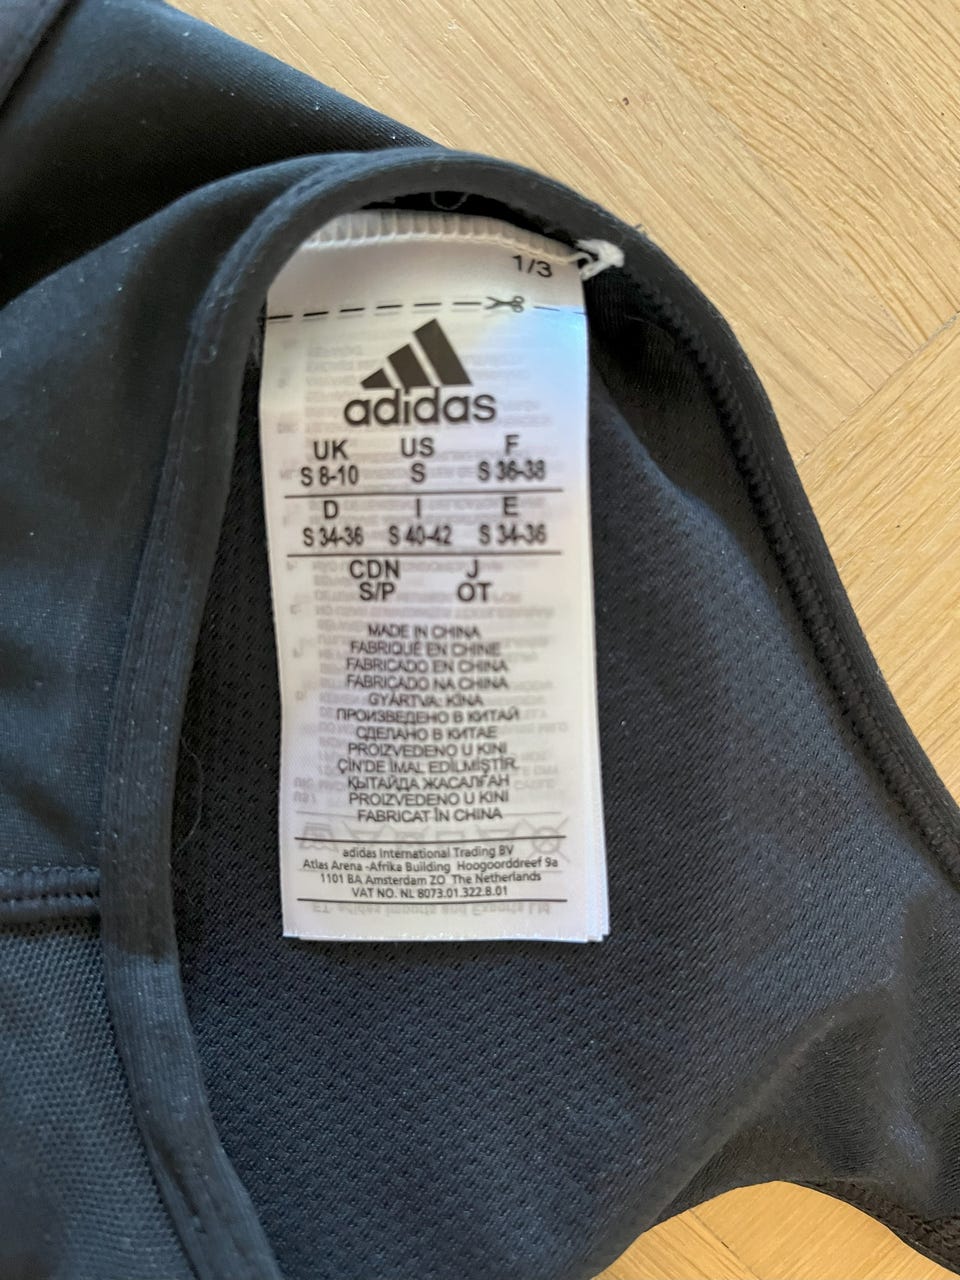 1/3
adidas
UK US F
S 8-10 S S 36-38
D I E
S 34-36 S 40-42 S 34-36
CDN J
S/P OT
MADE IN CHINA
FABRIQUÉ EN CHINE
FABRICADO EN CHINA
FABRICADO NA CHINA
GYÁRTVA: KÍNA
ПРОИЗВЕДЕНО В КИТАЙ
СДЕЛАНО В КИТАЕ
PROIZVEDENO U KINI
ÇİN'DE İMAL EDİLMİŞTİR.
ҚЫТАЙДА ЖАСАЛҒАН
PROIZVEDENO U KINI
FABRICAT ÎN CHINA
adidas International Trading BV
Atlas Arena -Afrika Building Hoogoorddreef 9a
1101 BA Amsterdam ZO The Netherlands
VAT NO. NL 8073.01.322.B.01